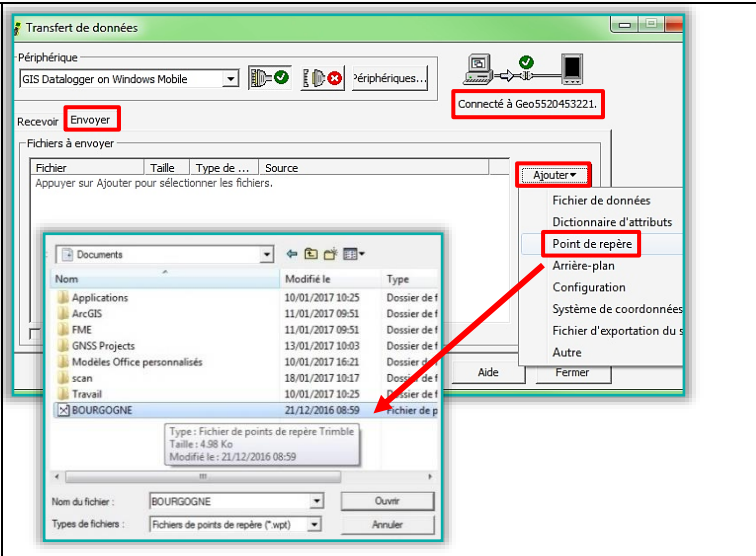 Transfert de données
Périphérique
GIS Datalogger on Windows Mobile
Périphériques...
Connecté à Geo5520453221.
Recevoir Envoyer
Fichiers à envoyer
Fichier Taille Type de ... Source
Appuyer sur Ajouter pour sélectionner les fichiers.
Ajouter
Fichier de données
Dictionnaire d'attributs
Point de repère
Arrière-plan
Configuration
Système de coordonnées
Fichier d'exportation du s
Autre
Aide Fermer
Documents
Nom Modifié le Type
Applications 10/01/2017 10:25 Dossier de f
ArcGIS 11/01/2017 09:51 Dossier de f
FME 11/01/2017 09:51 Dossier de f
GNSS Projects 13/01/2017 10:03 Dossier de f
Modèles Office personnalisés 10/01/2017 16:21 Dossier de f
scan 18/01/2017 10:17 Dossier de f
Travail 10/01/2017 10:25 Dossier de f
BOURGOGNE 21/12/2016 08:59 Fichier de p
Type : Fichier de points de repère Trimble
Taille : 4.98 Ko
Modifié le : 21/12/2016 08:59
Nom du fichier : BOURGOGNE Ouvrir
Types de fichiers : Fichiers de points de repère (*.wpt) Annuler